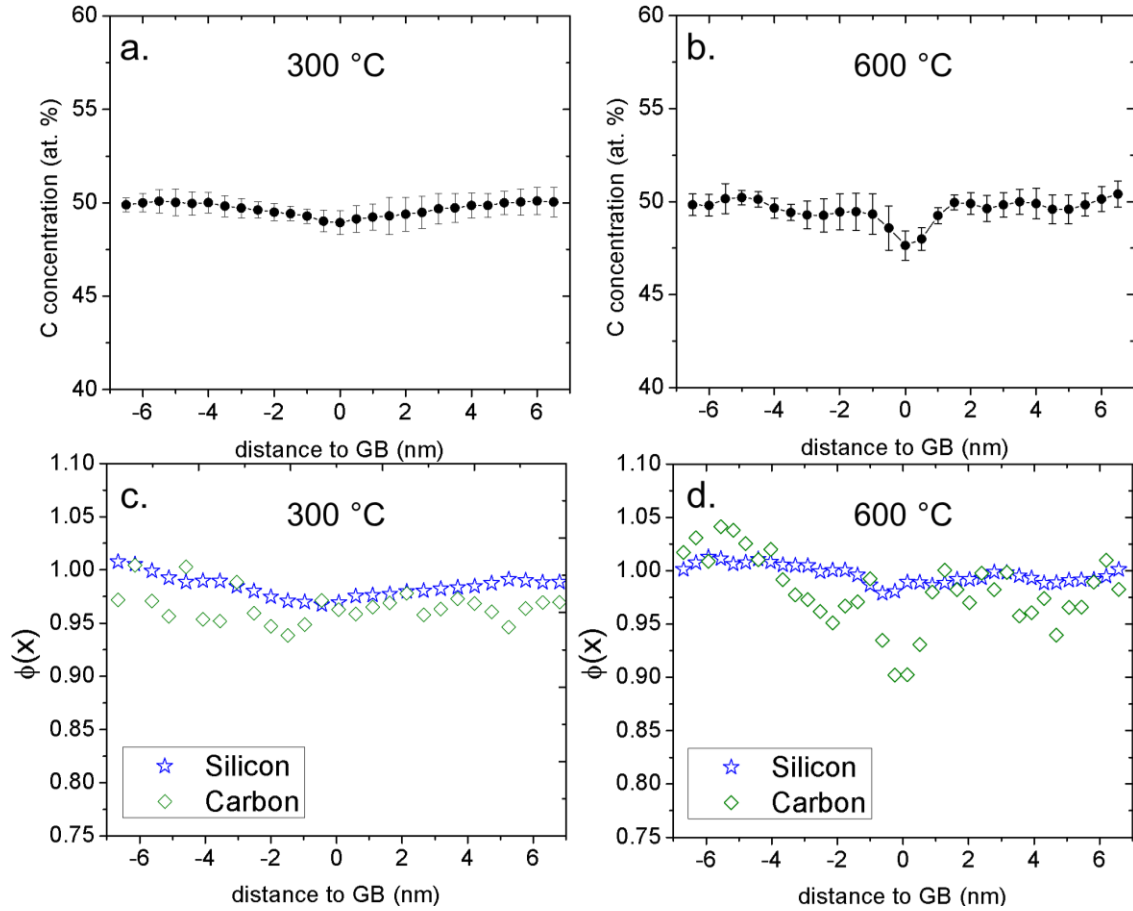 a.
300 °C
C concentration (at. %)
60
55
50
45
40
-6 -4 -2 0 2 4 6
distance to GB (nm)
b.
600 °C
C concentration (at. %)
60
55
50
45
40
-6 -4 -2 0 2 4 6
distance to GB (nm)
c.
300 °C
ϕ(x)
1.10
1.05
1.00
0.95
0.90
0.85
0.80
0.75
Silicon
Carbon
-6 -4 -2 0 2 4 6
distance to GB (nm)
d.
600 °C
ϕ(x)
1.10
1.05
1.00
0.95
0.90
0.85
0.80
0.75
Silicon
Carbon
-6 -4 -2 0 2 4 6
distance to GB (nm)